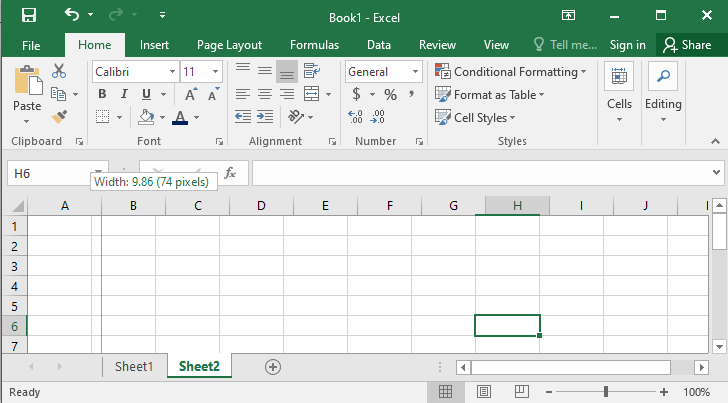 Book1 - Excel
File Home Insert Page Layout Formulas Data Review View Tell me... Sign in Share
Calibri 11 General Conditional Formatting
Paste B I U A A $ % , Format as Table Cells Editing
A .0 .00 Cell Styles
Clipboard Font Alignment Number Styles
H6 fx
Width: 9.86 (74 pixels)
A B C D E F G H I J
1
2
3
4
5
6
7
Sheet1 Sheet2
Ready 100%